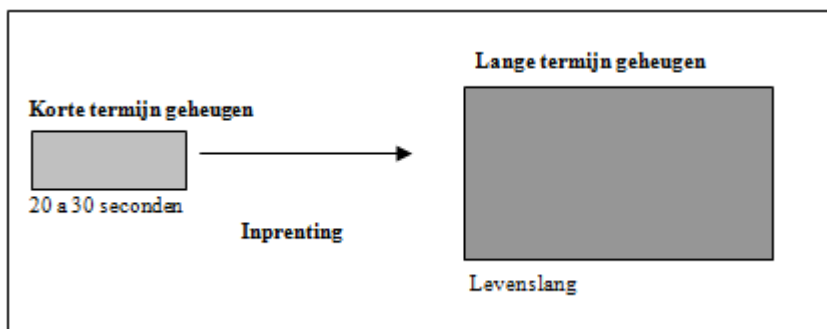 Lange termijn geheugen
Korte termijn geheugen
20 a 30 seconden
Inprenting
Levenslang